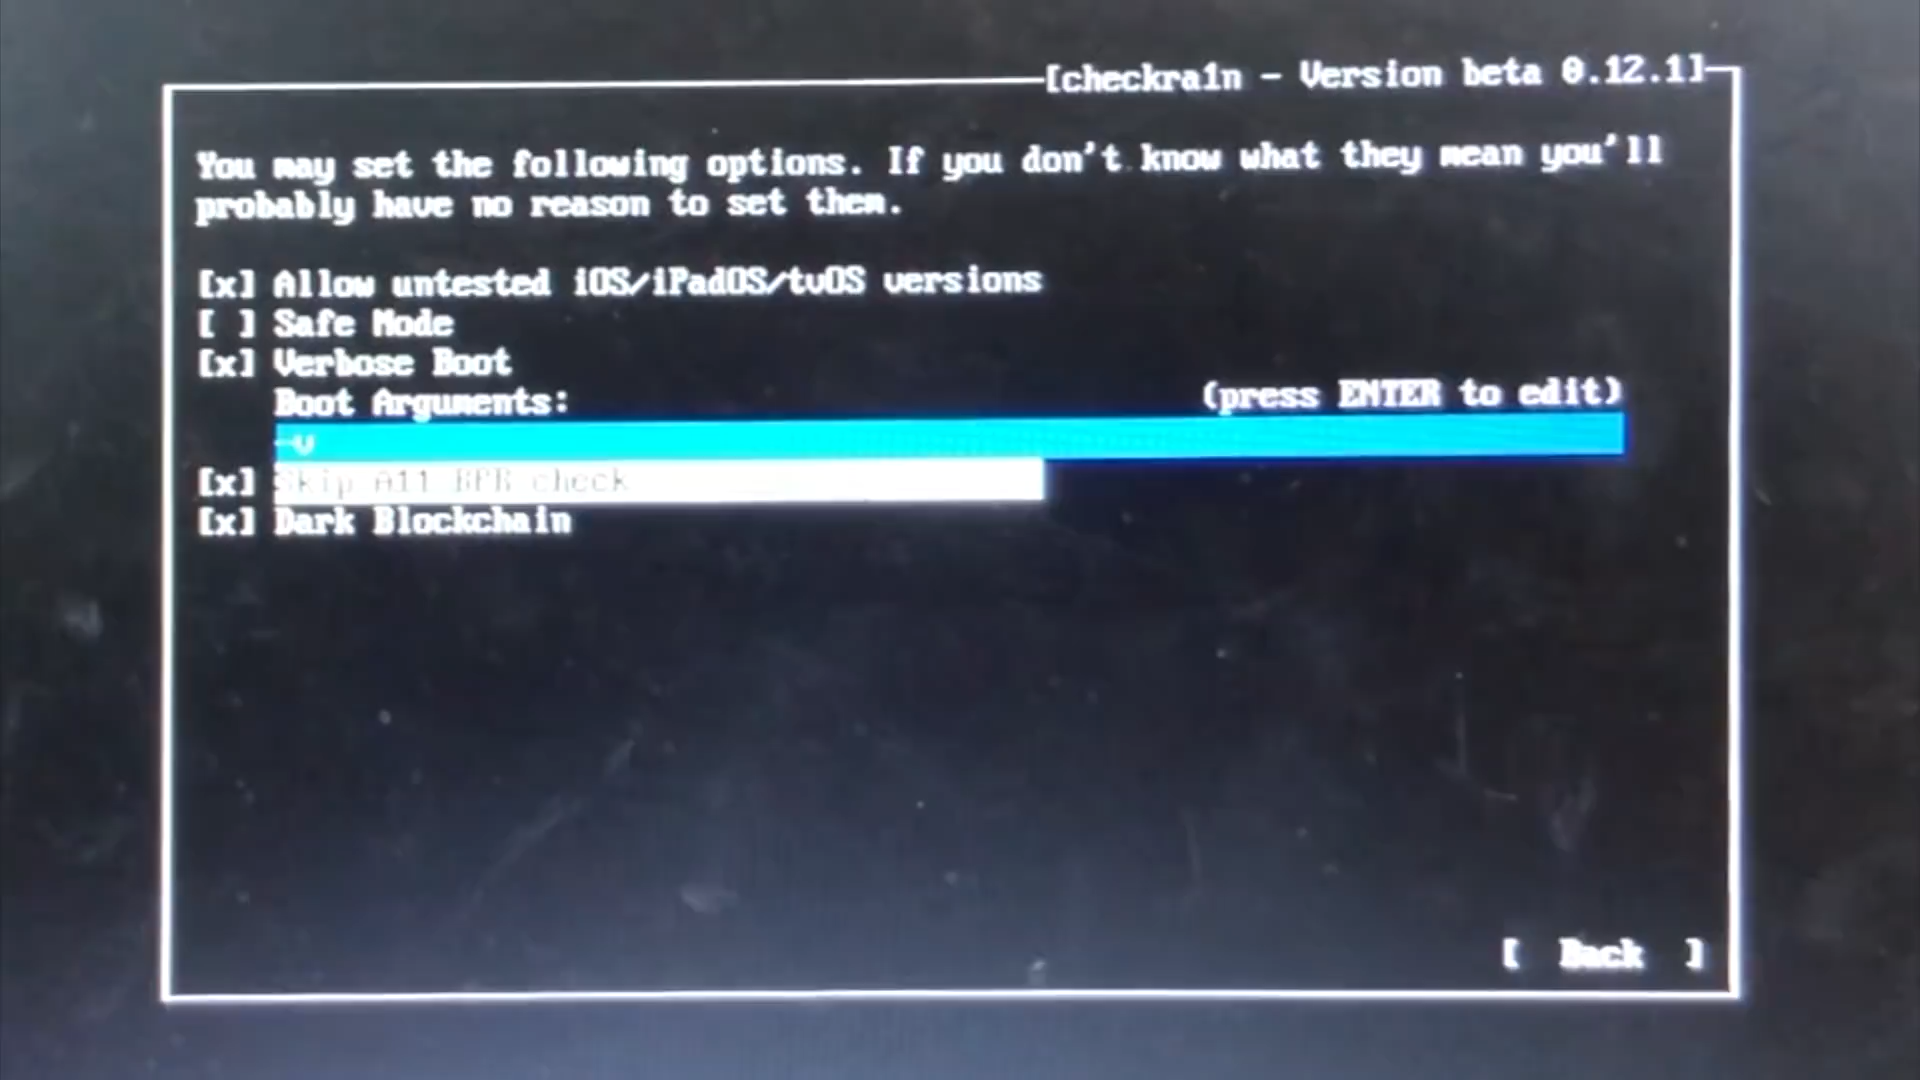 [checkra1n - Version beta 0.12.1]
You may set the following options. If you don't know what they mean you'll
probably have no reason to set them.
[x] Allow untested iOS/iPadOS/tvOS versions
[ ] Safe Mode
[x] Verbose Boot
Boot Arguments: (press ENTER to edit)
-v
[x] Skip A11 BPR check
[x] Dark Blockchain
[ Back ]